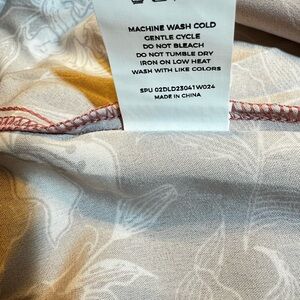 MACHINE WASH COLD
GENTLE CYCLE
DO NOT BLEACH
DO NOT TUMBLE DRY
IRON ON LOW HEAT
WASH WITH LIKE COLORS
SPU 02DLD23041W024
MADE IN CHINA